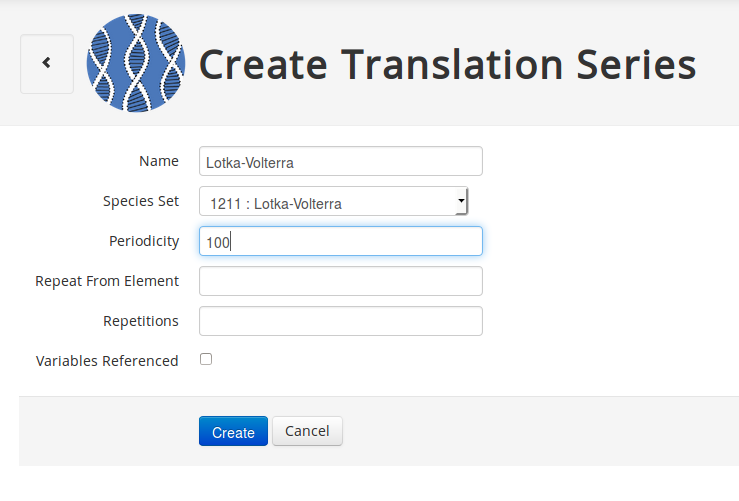 Create Translation Series
Name Lotka-Volterra
Species Set 1211 : Lotka-Volterra
Periodicity 100
Repeat From Element
Repetitions
Variables Referenced
Create Cancel